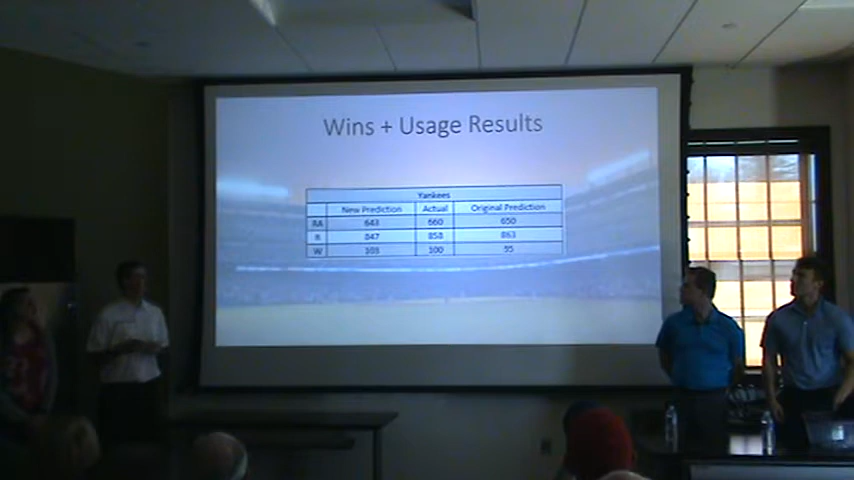 Wins + Usage Results
Yankees
New Prediction Actual Original Prediction
RA 643 660 650
R 847 858 863
W 103 100 95